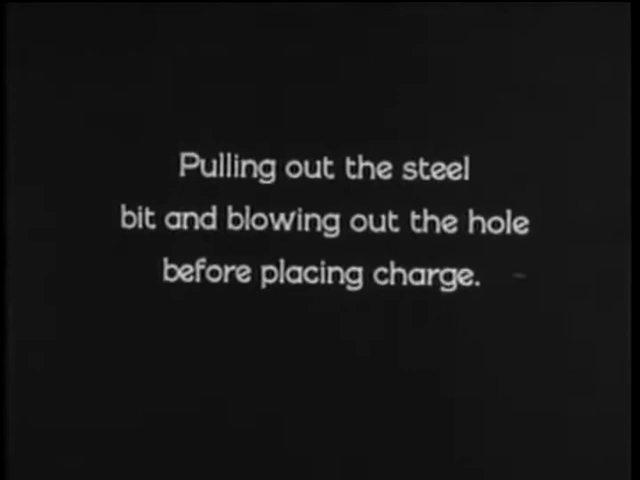 Pulling out the steel
bit and blowing out the hole
before placing charge.